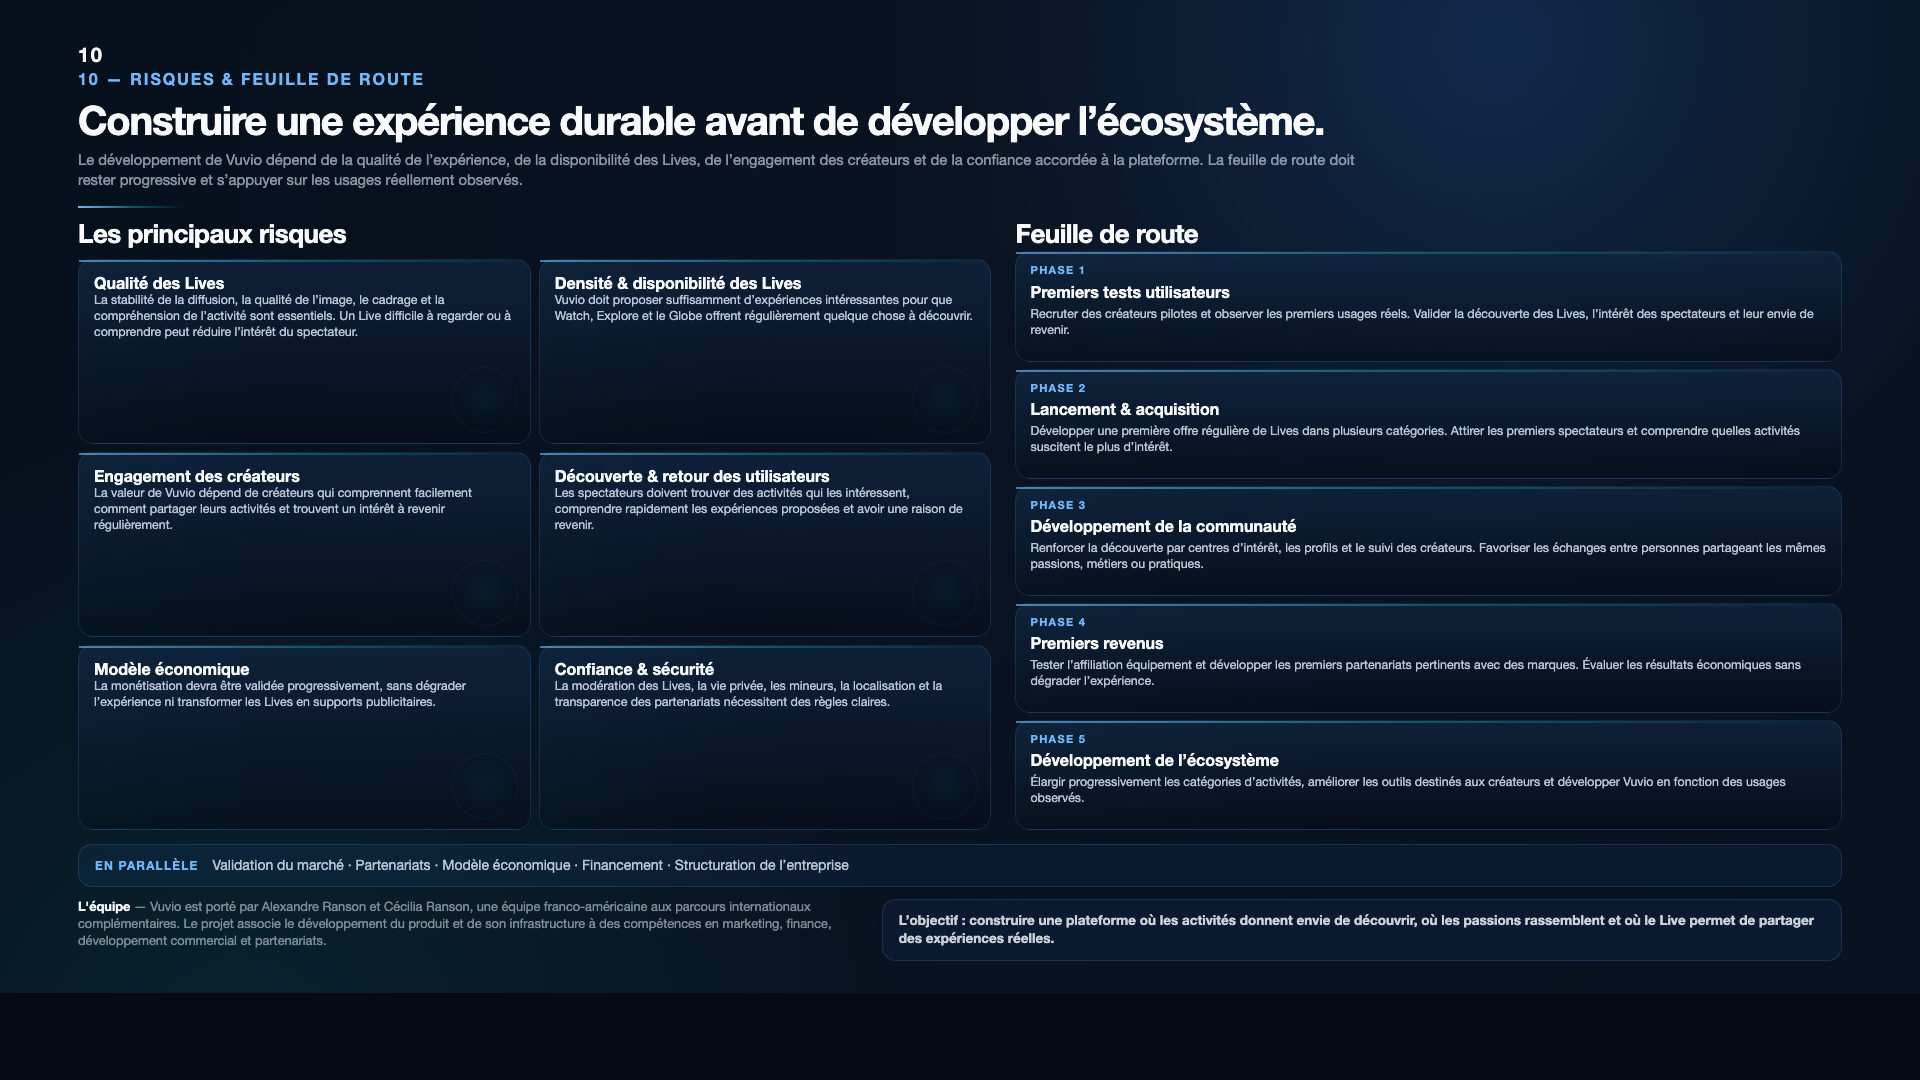 10
10 — RISQUES & FEUILLE DE ROUTE
Construire une expérience durable avant de développer l’écosystème.
Le développement de Vuvio dépend de la qualité de l’expérience, de la disponibilité des Lives, de l’engagement des créateurs et de la confiance accordée à la plateforme. La feuille de route doit
rester progressive et s’appuyer sur les usages réellement observés.
Les principaux risques
Qualité des Lives
La stabilité de la diffusion, la qualité de l’image, le cadrage et la
compréhension de l’activité sont essentiels. Un Live difficile à regarder ou à
comprendre peut réduire l’intérêt du spectateur.
Densité & disponibilité des Lives
Vuvio doit proposer suffisamment d’expériences intéressantes pour que
Watch, Explore et le Globe offrent régulièrement quelque chose à découvrir.
Engagement des créateurs
La valeur de Vuvio dépend de créateurs qui comprennent facilement
comment partager leurs activités et trouvent un intérêt à revenir
régulièrement.
Découverte & retour des utilisateurs
Les spectateurs doivent trouver des activités qui les intéressent,
comprendre rapidement les expériences proposées et avoir une raison de
revenir.
Modèle économique
La monétisation devra être validée progressivement, sans dégrader
l’expérience ni transformer les Lives en supports publicitaires.
Confiance & sécurité
La modération des Lives, la vie privée, les mineurs, la localisation et la
transparence des partenariats nécessitent des règles claires.
Feuille de route
PHASE 1
Premiers tests utilisateurs
Recruter des créateurs pilotes et observer les premiers usages réels. Valider la découverte des Lives, l’intérêt des spectateurs et leur envie de
revenir.
PHASE 2
Lancement & acquisition
Développer une première offre régulière de Lives dans plusieurs catégories. Attirer les premiers spectateurs et comprendre quelles activités
suscitent le plus d’intérêt.
PHASE 3
Développement de la communauté
Renforcer la découverte par centres d’intérêt, les profils et le suivi des créateurs. Favoriser les échanges entre personnes partageant les mêmes
passions, métiers ou pratiques.
PHASE 4
Premiers revenus
Tester l’affiliation équipement et développer les premiers partenariats pertinents avec des marques. Évaluer les résultats économiques sans
dégrader l’expérience.
PHASE 5
Développement de l’écosystème
Élargir progressivement les catégories d’activités, améliorer les outils destinés aux créateurs et développer Vuvio en fonction des usages
observés.
EN PARALLÈLE Validation du marché · Partenariats · Modèle économique · Financement · Structuration de l’entreprise
L'équipe — Vuvio est porté par Alexandre Ranson et Cécilia Ranson, une équipe franco-américaine aux parcours internationaux
complémentaires. Le projet associe le développement du produit et de son infrastructure à des compétences en marketing, finance,
développement commercial et partenariats.
L’objectif : construire une plateforme où les activités donnent envie de découvrir, où les passions rassemblent et où le Live permet de partager
des expériences réelles.